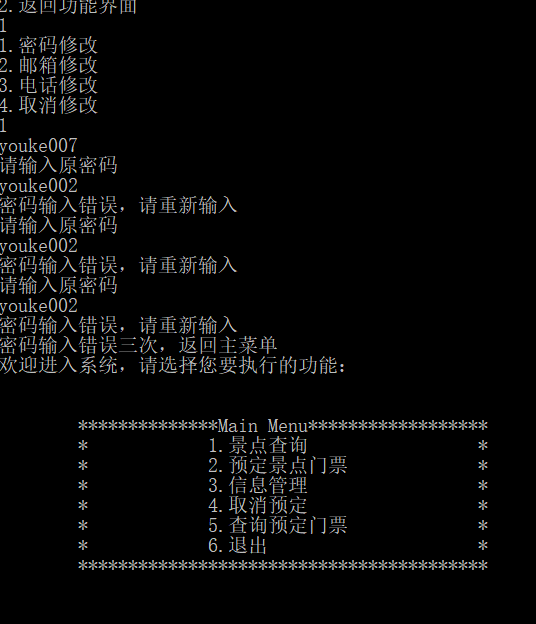 2.返回功能界面
1
1.密码修改
2.邮箱修改
3.电话修改
4.取消修改
1
youke007
请输入原密码
youke002
密码输入错误，请重新输入
请输入原密码
youke002
密码输入错误，请重新输入
请输入原密码
youke002
密码输入错误，请重新输入
密码输入错误三次，返回主菜单
欢迎进入系统，请选择您要执行的功能：
**************Main Menu******************
* 1.景点查询 *
* 2.预定景点门票 *
* 3.信息管理 *
* 4.取消预定 *
* 5.查询预定门票 *
* 6.退出 *
*****************************************